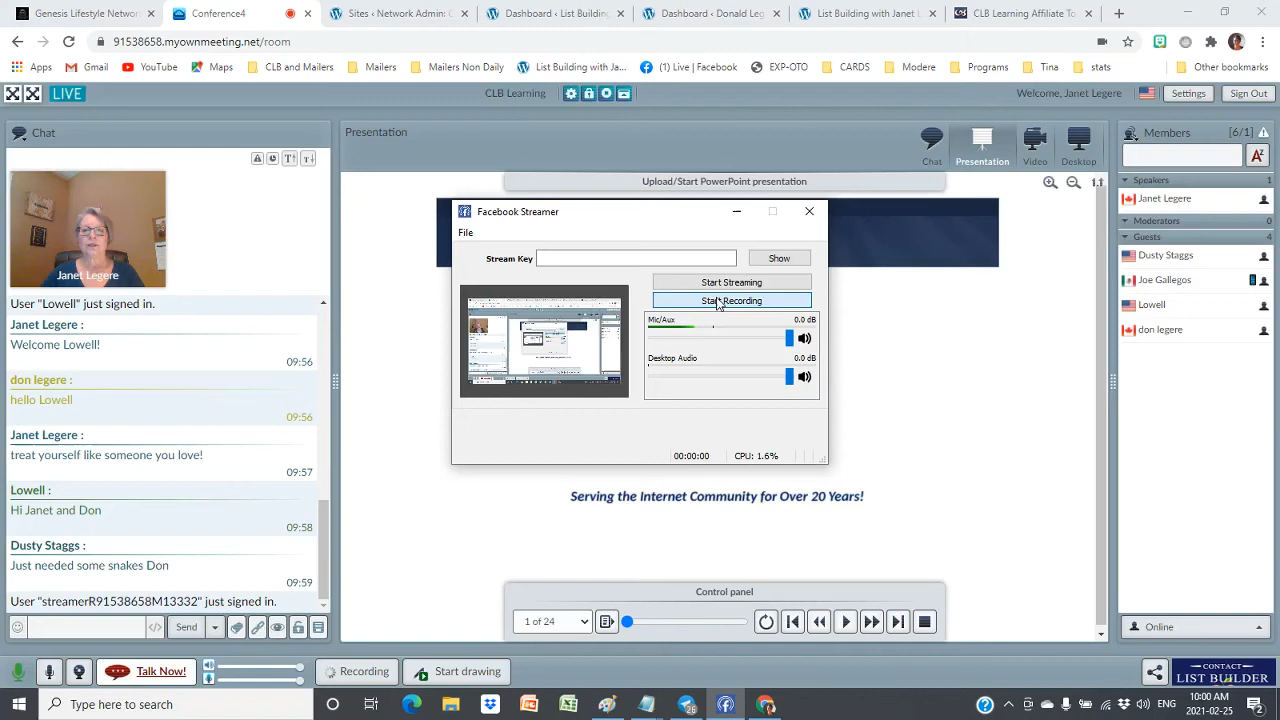 Genesis Lifestyle Network
Conference4
Sites - Network Admin:
Dashboard - List Building
Dashboard - Ronald Leg
List Building with Janet L
CLB Learning Affiliate To
91538658.myownmeeting.net/room
Apps
Gmail
YouTube
Maps
CLB and Mailers
Mailers
Mailers Non Daily
List Building with Ja...
(1) Live | Facebook
EXP-OTO
CARDS
Modere
Programs
Tina
stats
Other bookmarks
LIVE
CLB Learning
Welcome, Janet Legere
Settings
Sign Out
Chat
Janet Legere
User "Lowell" just signed in.
Janet Legere :
Welcome Lowell!
09:56
don legere :
hello Lowell
09:56
Janet Legere :
treat yourself like someone you love!
09:57
Lowell :
Hi Janet and Don
09:58
Dusty Staggs :
Just needed some snakes Don
09:59
User "streamerR91538658M13332" just signed in.
Send
Presentation
Chat
Presentation
Video
Desktop
Upload/Start PowerPoint presentation
1:1
Facebook Streamer
File
Stream Key
Show
Start Streaming
Start Recording
Mic/Aux
0.0 dB
Desktop Audio
0.0 dB
00:00:00
CPU: 1.6%
Serving the Internet Community for Over 20 Years!
Control panel
1 of 24
Members
[6/1]
Speakers
1
Janet Legere
Moderators
0
Guests
4
Dusty Staggs
Joe Gallegos
Lowell
don legere
Online
Talk Now!
Recording
Start drawing
CONTACT
LIST BUILDER
Type here to search
26
ENG
10:00 AM
2021-02-25